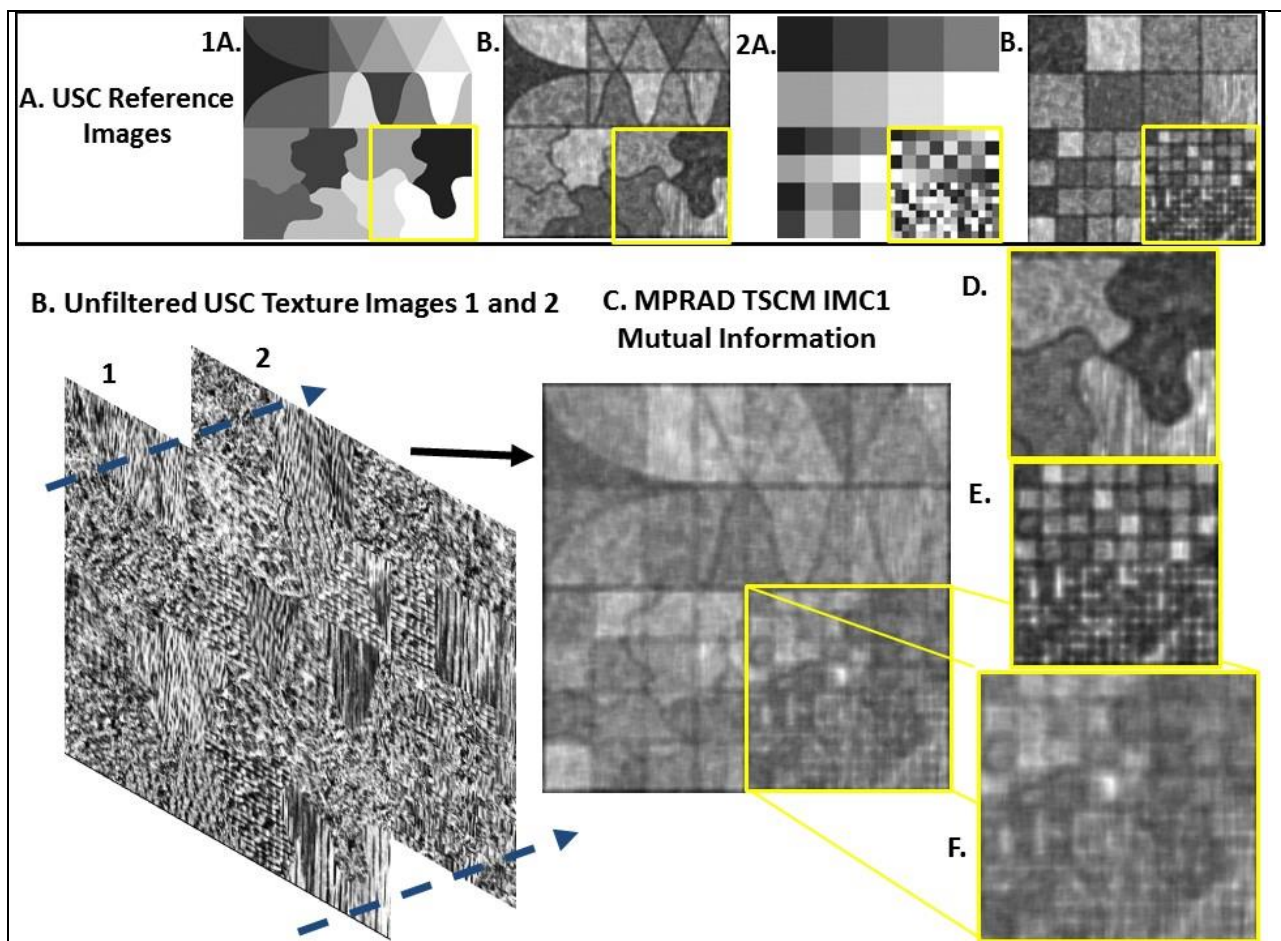 1A.
B.
2A.
B.
A. USC Reference
Images
B. Unfiltered USC Texture Images 1 and 2
1
2
C. MPRAD TSCM IMC1
Mutual Information
D.
E.
F.